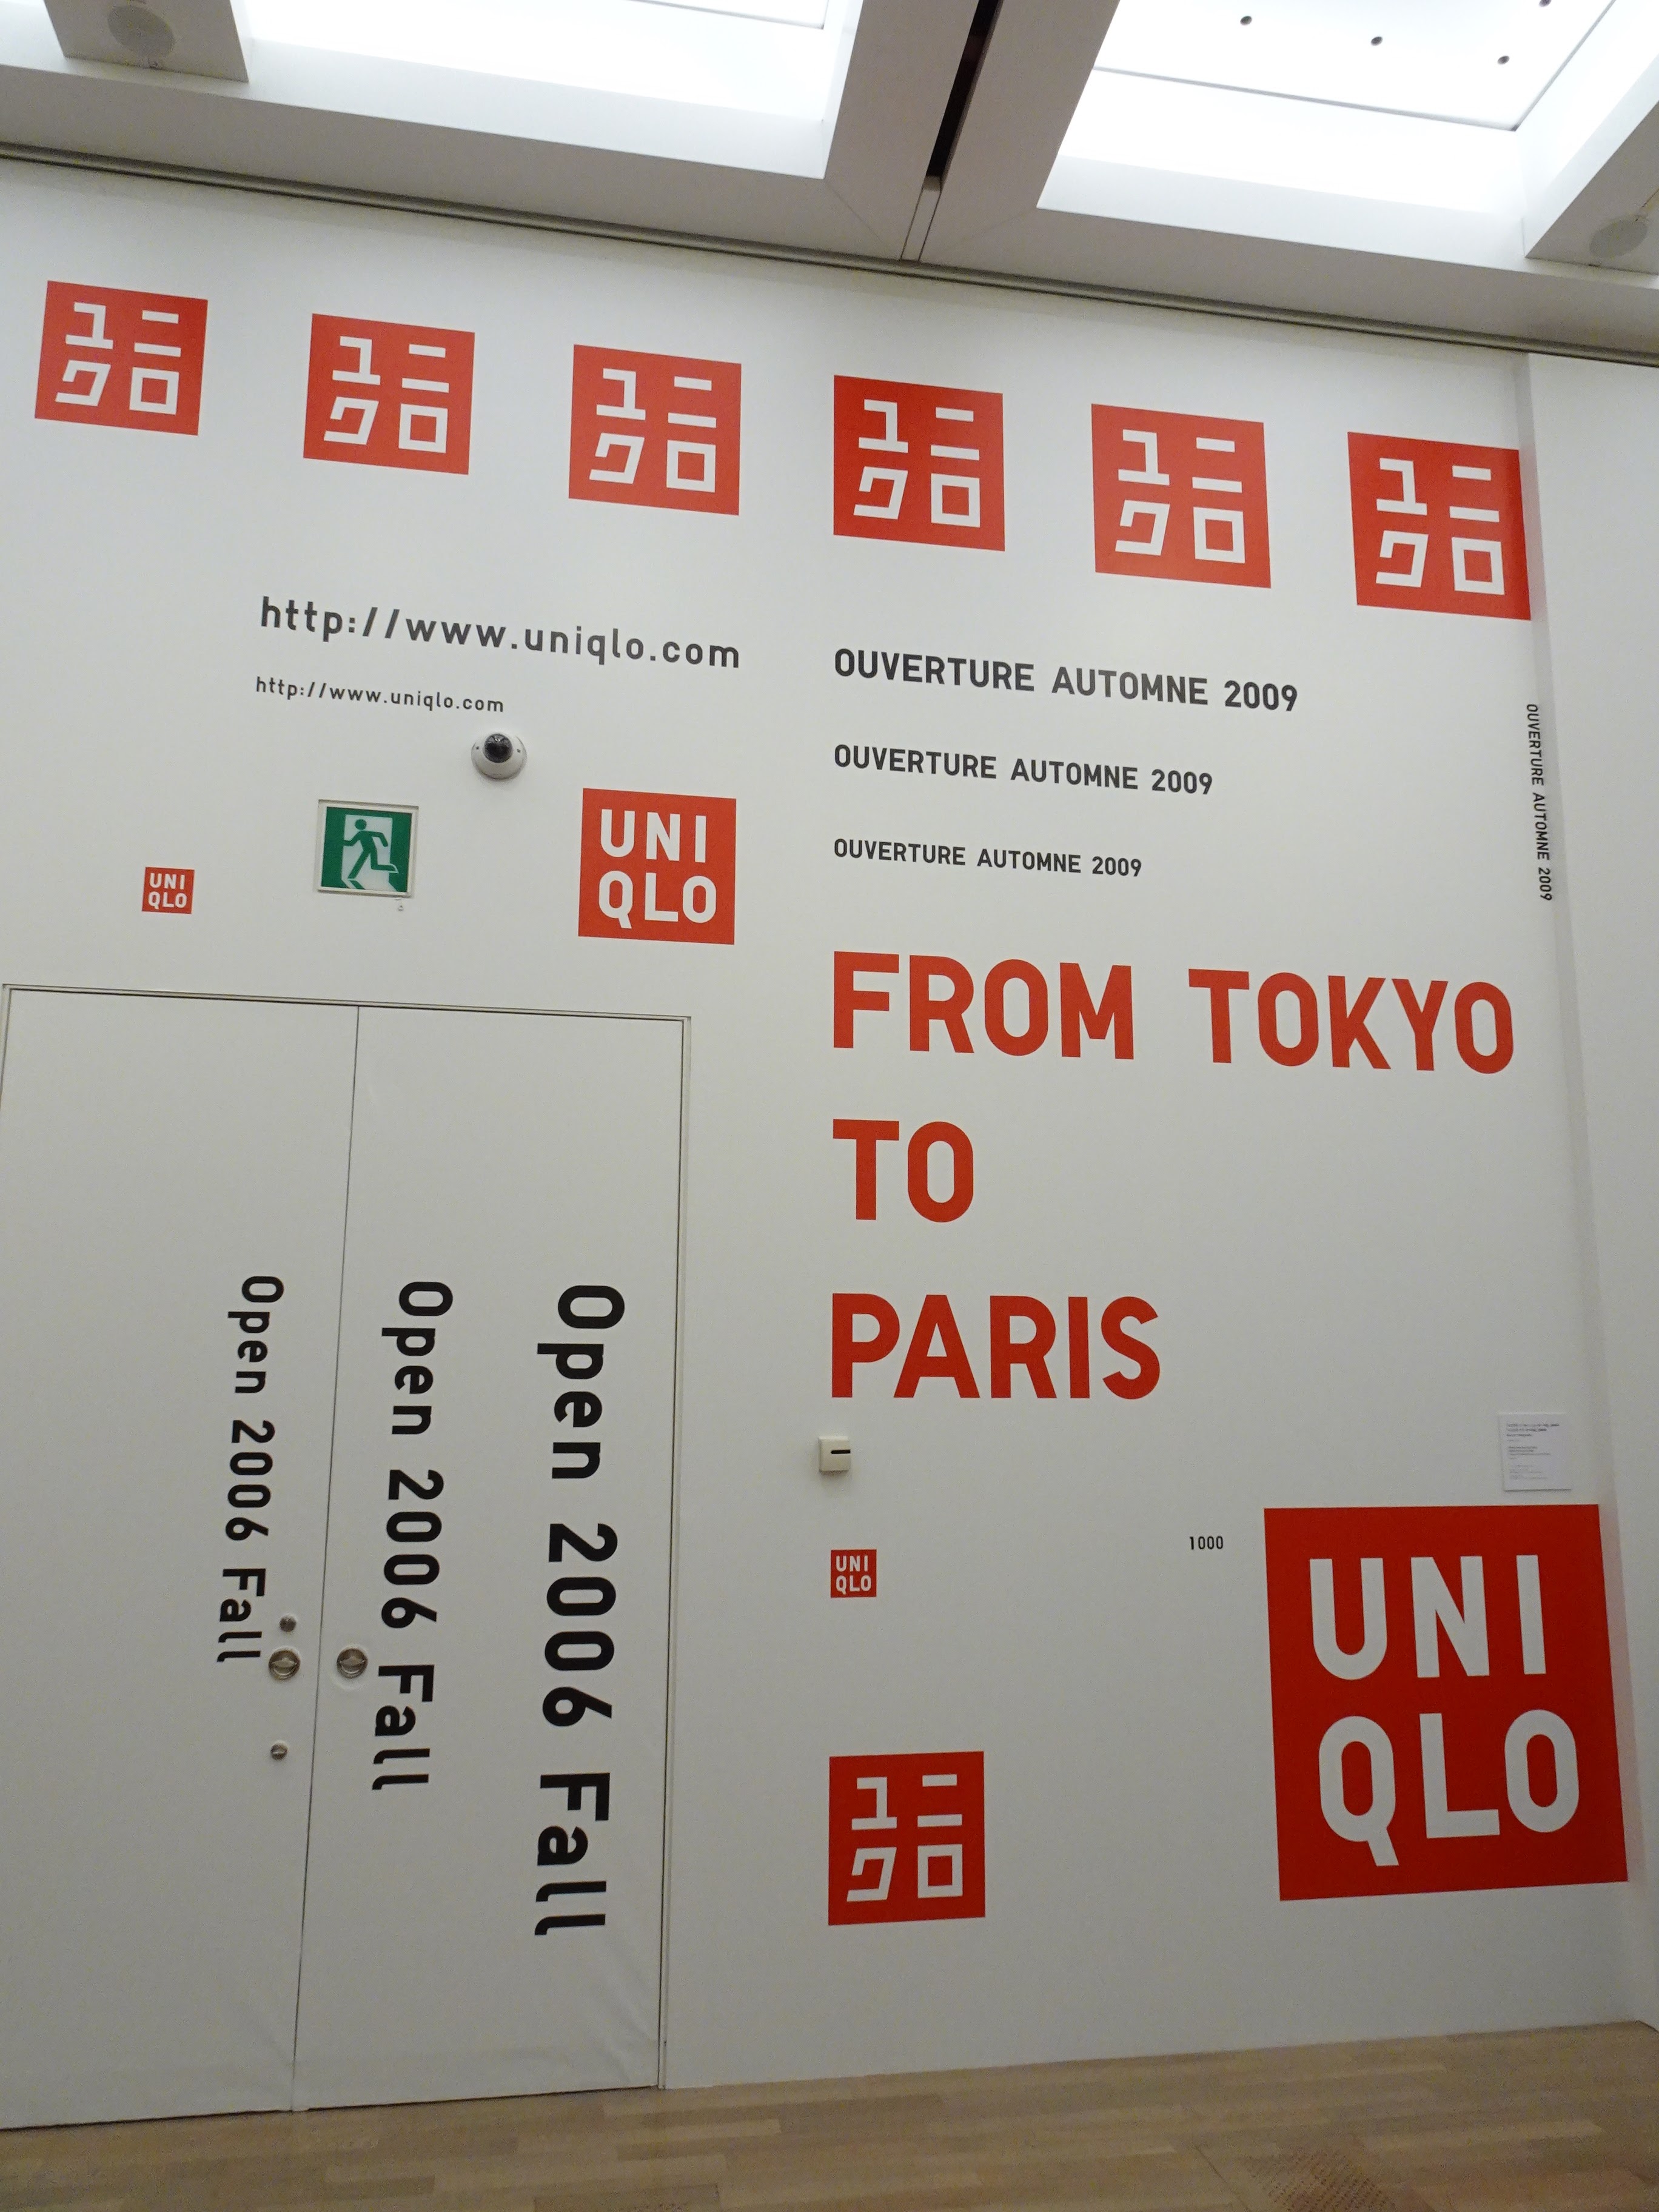 ユニ
クロ
ユニ
クロ
ユニ
クロ
ユニ
クロ
ユニ
クロ
ユニ
クロ
http://www.uniqlo.com
http://www.uniqlo.com
OUVERTURE AUTOMNE 2009
OUVERTURE AUTOMNE 2009
OUVERTURE AUTOMNE 2009
OUVERTURE AUTOMNE 2009
UNI
QLO
UNI
QLO
FROM TOKYO
TO
PARIS
Open 2006 Fall
Open 2006 Fall
Open 2006 Fall
UNI
QLO
1000
UNI
QLO
ユニ
クロ